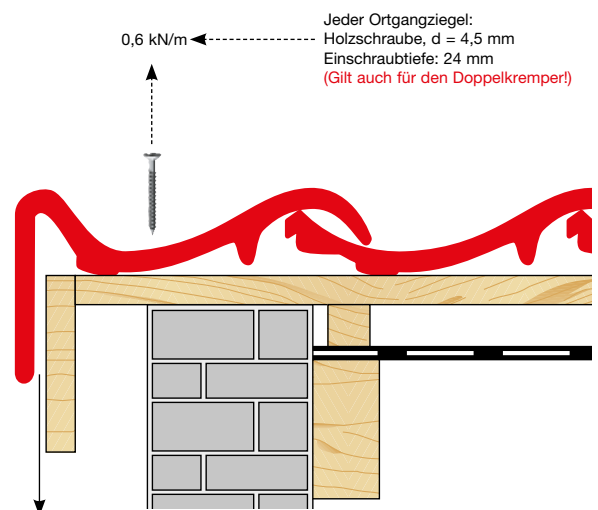 Jeder Ortgangziegel:
0,6 kN/m Holzschraube, d = 4,5 mm
Einschraubtiefe: 24 mm
(Gilt auch für den Doppelkremper!)